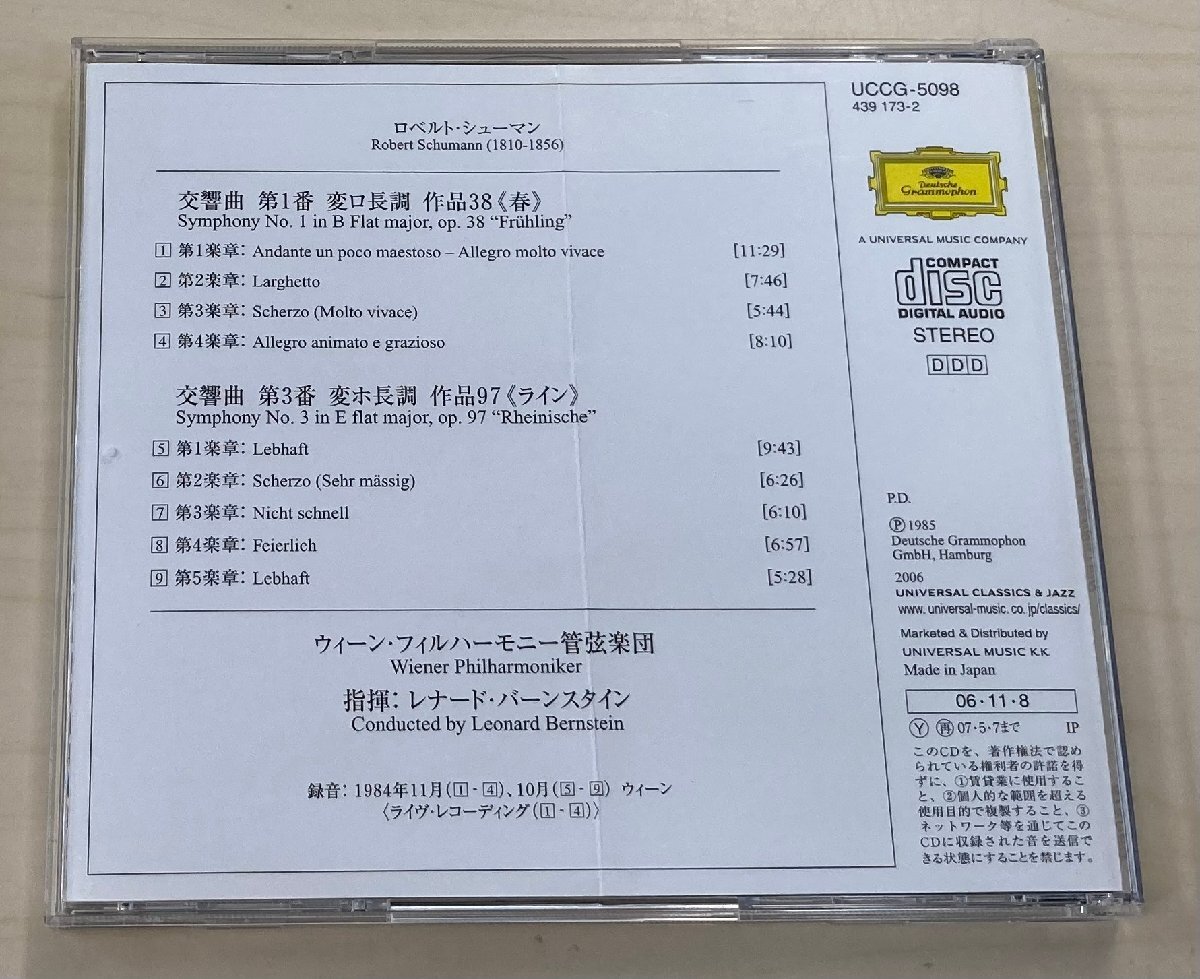 ロベルト・シューマン
Robert Schumann (1810-1856)
交響曲 第1番 変ロ長調 作品38《春》
Symphony No. 1 in B Flat major, op. 38 “Frühling”
1 第1楽章: Andante un poco maestoso – Allegro molto vivace [11:29]
2 第2楽章: Larghetto [7:46]
3 第3楽章: Scherzo (Molto vivace) [5:44]
4 第4楽章: Allegro animato e grazioso [8:10]
交響曲 第3番 変ホ長調 作品97《ライン》
Symphony No. 3 in E flat major, op. 97 “Rheinische”
5 第1楽章: Lebhaft [9:43]
6 第2楽章: Scherzo (Sehr mässig) [6:26]
7 第3楽章: Nicht schnell [6:10]
8 第4楽章: Feierlich [6:57]
9 第5楽章: Lebhaft [5:28]
ウィーン・フィルハーモニー管弦楽団
Wiener Philharmoniker
指揮: レナード・バーンスタイン
Conducted by Leonard Bernstein
録音: 1984年11月(1 - 4)、10月(5 - 9) ウィーン
〈ライヴ・レコーディング(1 - 4)〉
UCCG-5098
439 173-2
Deutsche
Grammophon
A UNIVERSAL MUSIC COMPANY
COMPACT
disc
DIGITAL AUDIO
STEREO
DDD
P.D.
Ⓟ1985
Deutsche Grammophon
GmbH, Hamburg
2006
UNIVERSAL CLASSICS & JAZZ
www.universal-music.co.jp/classics/
Marketed & Distributed by
UNIVERSAL MUSIC K.K.
Made in Japan
06・11・8
Ⓨ ㊢ 07・5・7まで IP
このCDを、著作権法で認め
られている権利者の許諾を得
ずに、①賃貸業に使用するこ
と、②個人的な範囲を超える
使用目的で複製すること、③
ネットワーク等を通じてこの
CDに収録された音を送信で
きる状態にすることを禁じます。